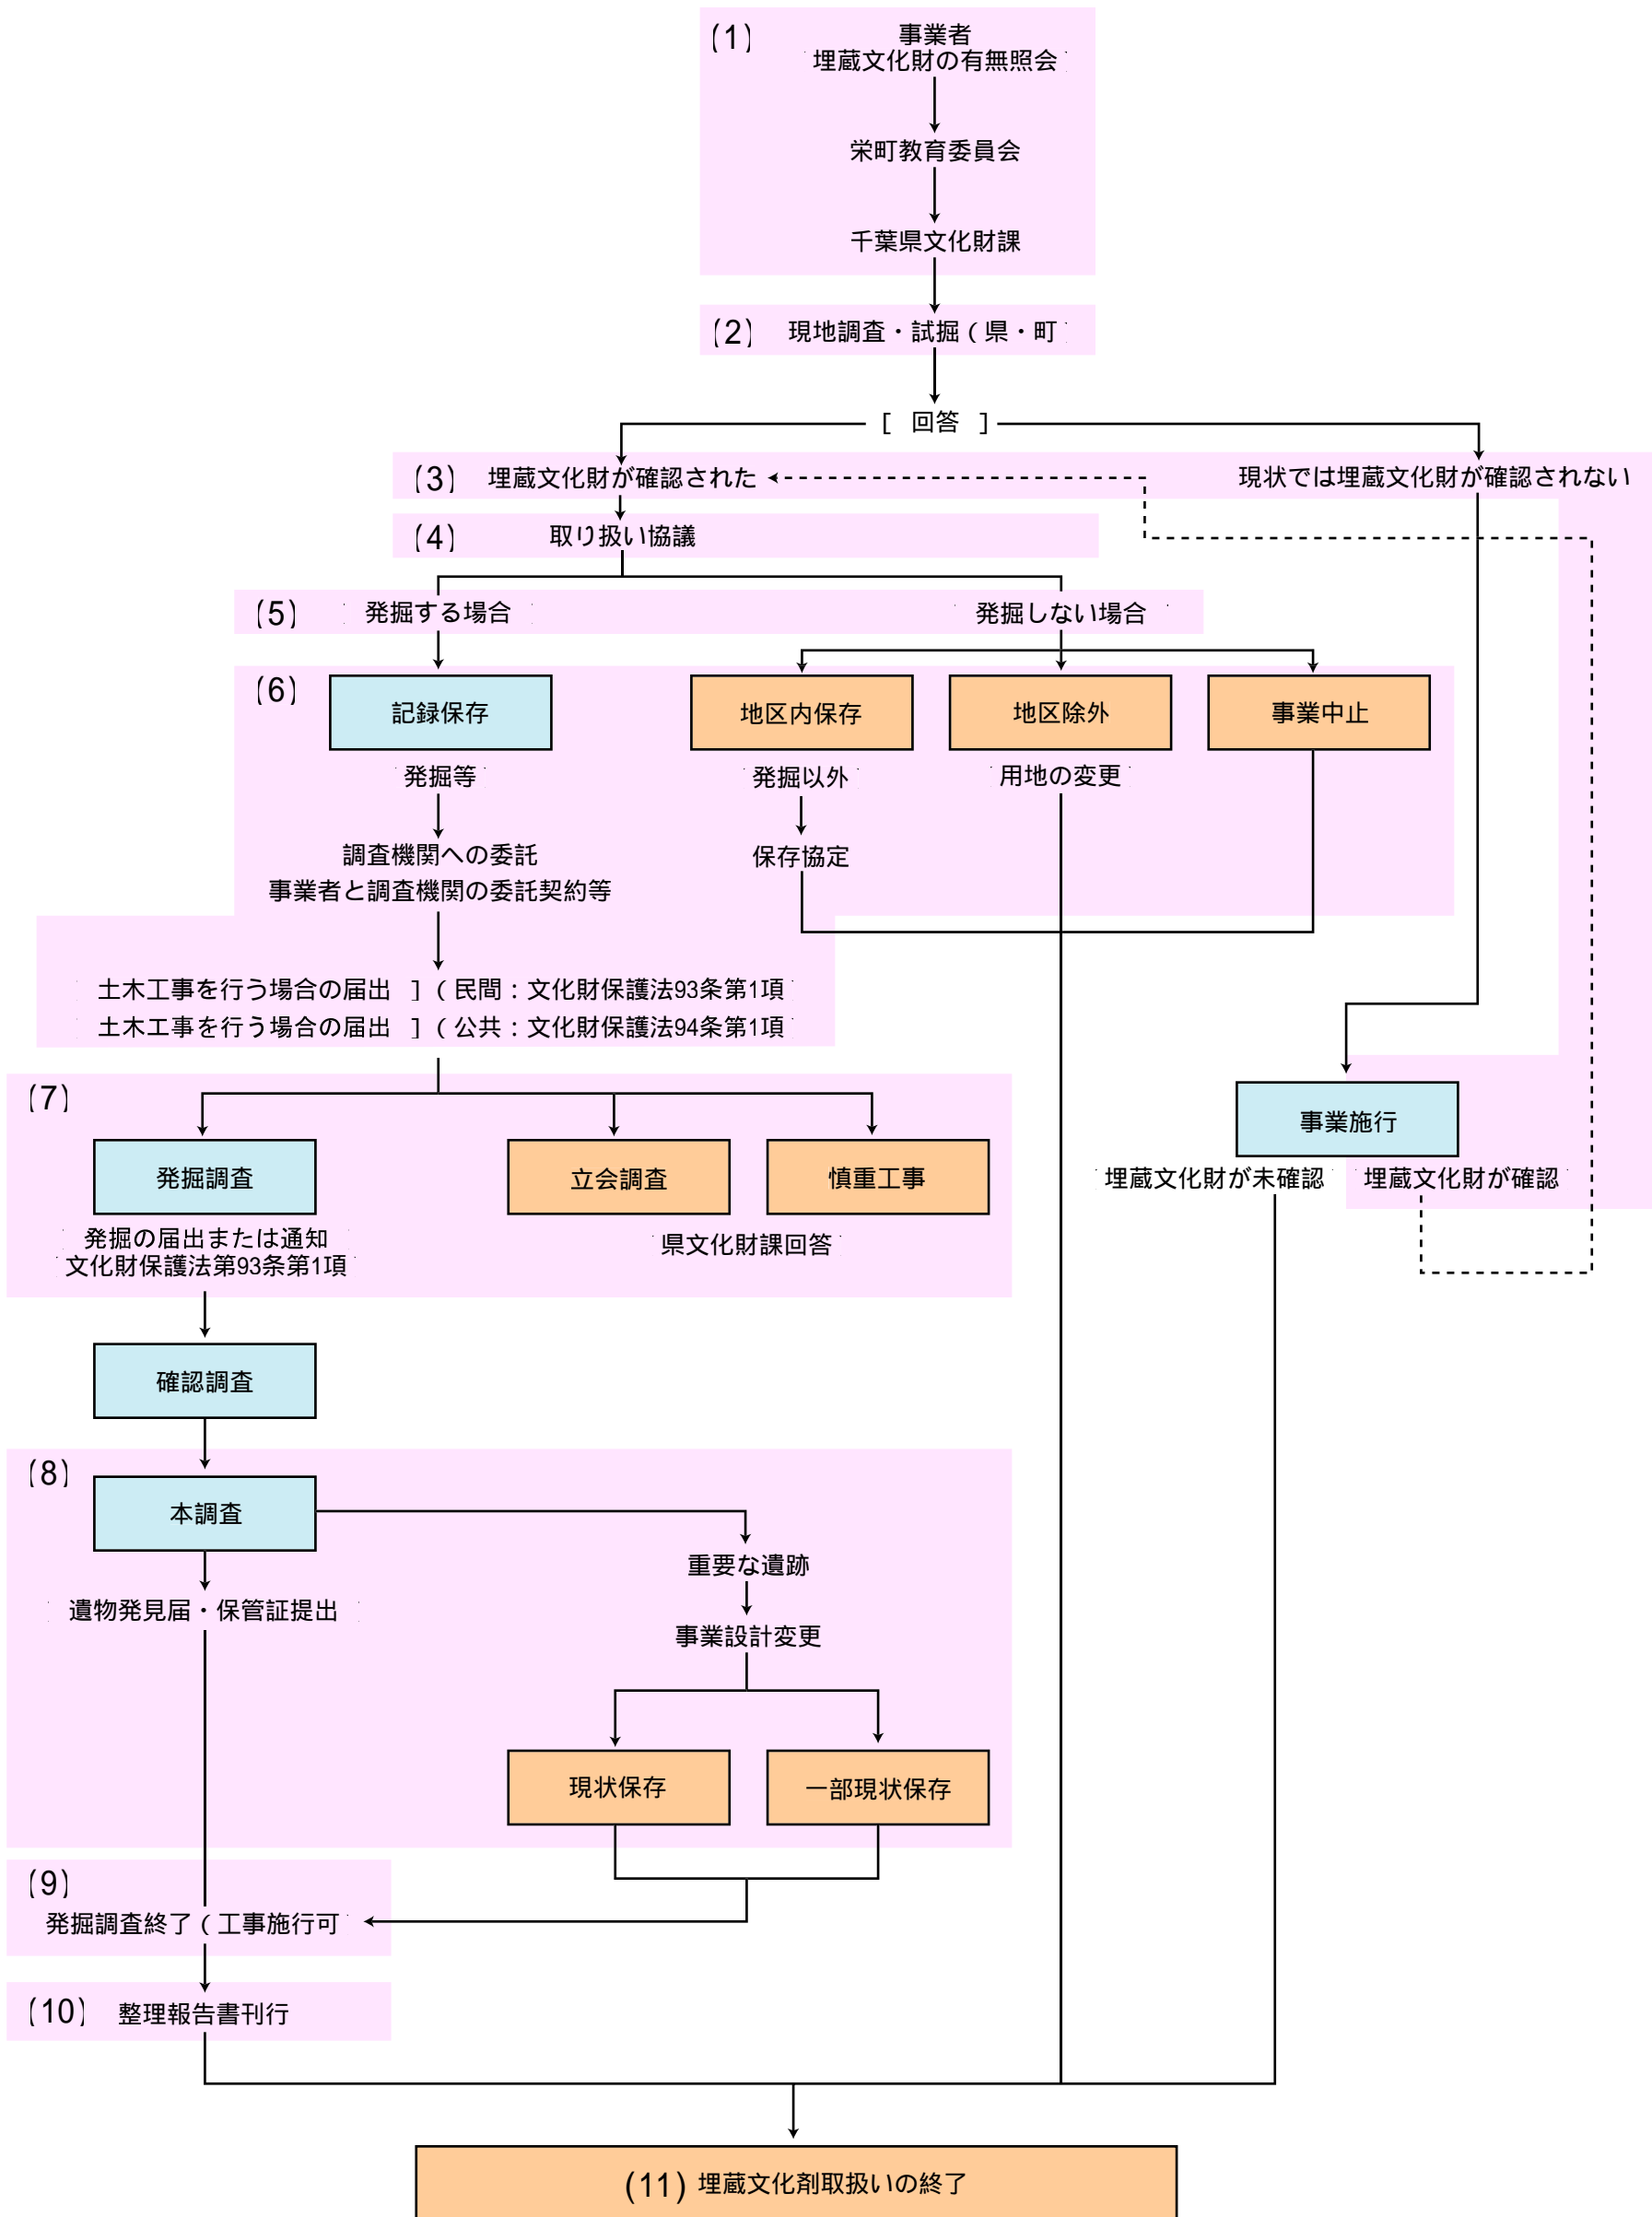 (1)
事業者
埋蔵文化財の有無照会
栄町教育委員会
千葉県文化財課
(2) 現地調査・試掘(県・町)
[ 回答 ]
(3) 埋蔵文化財が確認された
現状では埋蔵文化財が確認されない
(4) 取り扱い協議
(5) 発掘する場合
発掘しない場合
(6)
記録保存
地区内保存
地区除外
事業中止
発掘等
発掘以外
用地の変更
調査機関への委託
保存協定
事業者と調査機関の委託契約等
土木工事を行う場合の届出 ](民間:文化財保護法93条第1項
土木工事を行う場合の届出 ](公共:文化財保護法94条第1項
(7)
発掘調査
立会調査
慎重工事
事業施行
埋蔵文化財が未確認
埋蔵文化財が確認
発掘の届出または通知
文化財保護法第93条第1項
県文化財課回答
確認調査
(8)
本調査
重要な遺跡
遺物発見届・保管証提出
事業設計変更
現状保存
一部現状保存
(9)
発掘調査終了(工事施行可
(10) 整理報告書刊行
(11) 埋蔵文化剤取扱いの終了